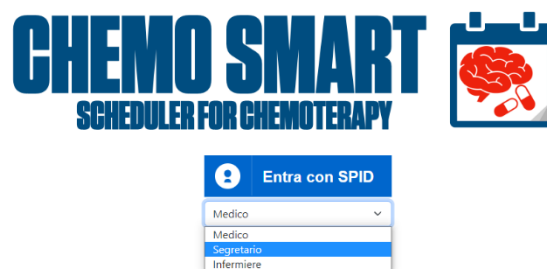 CHEMO SMART
SCHEDULER FOR CHEMOTERAPY
Entra con SPID
Medico
Medico
Segretario
Infermiere